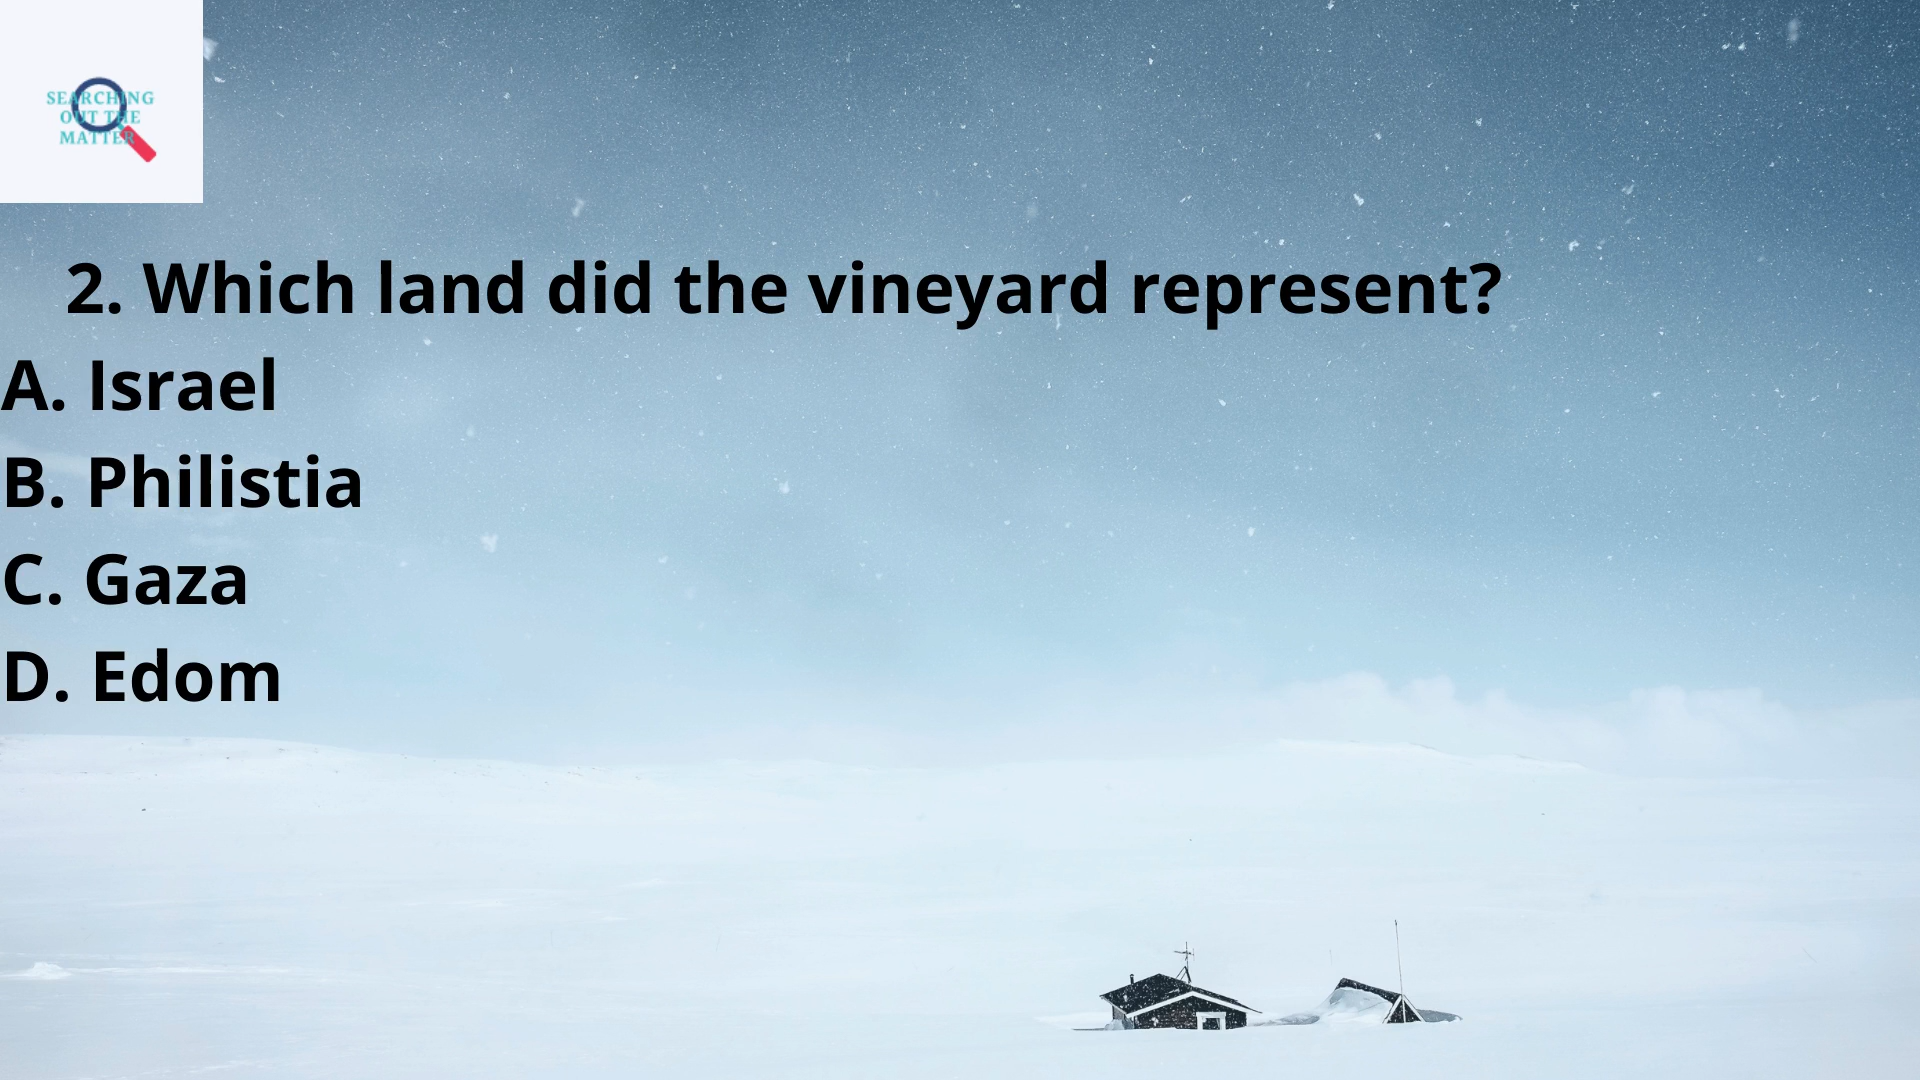 SEARCHING
OUT THE
MATTER
2. Which land did the vineyard represent?
A. Israel
B. Philistia
C. Gaza
D. Edom